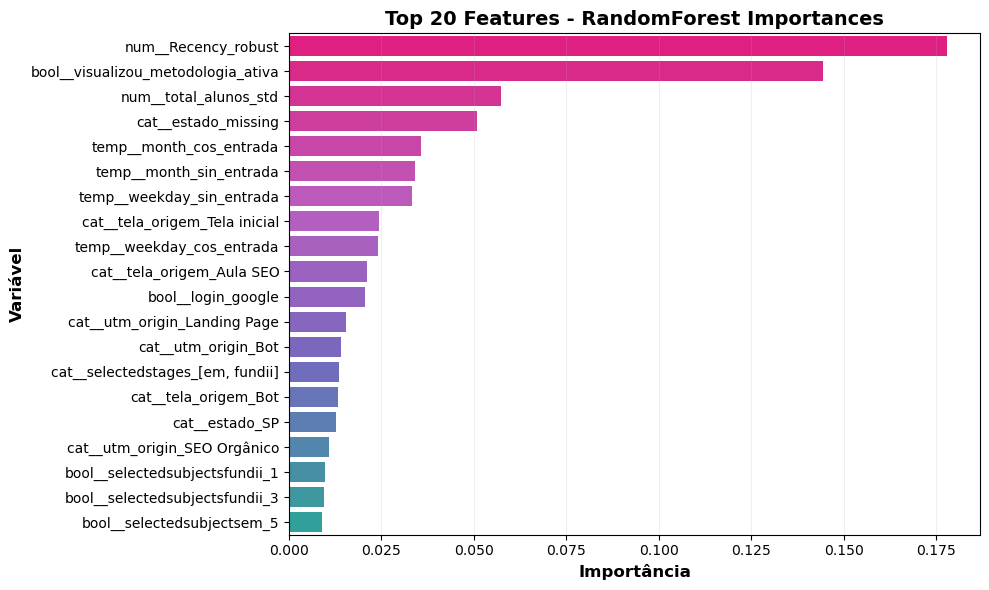 Top 20 Features - RandomForest Importances
Variável
num__Recency_robust
bool__visualizou_metodologia_ativa
num__total_alunos_std
cat__estado_missing
temp__month_cos_entrada
temp__month_sin_entrada
temp__weekday_sin_entrada
cat__tela_origem_Tela inicial
temp__weekday_cos_entrada
cat__tela_origem_Aula SEO
bool__login_google
cat__utm_origin_Landing Page
cat__utm_origin_Bot
cat__selectedstages_[em, fundii]
cat__tela_origem_Bot
cat__estado_SP
cat__utm_origin_SEO Orgânico
bool__selectedsubjectsfundii_1
bool__selectedsubjectsfundii_3
bool__selectedsubjectsem_5
0.000 0.025 0.050 0.075 0.100 0.125 0.150 0.175
Importância